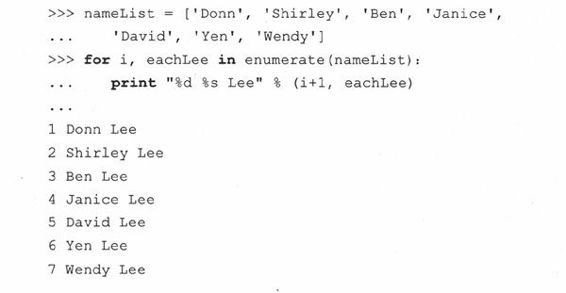 >>> nameList = ['Donn', 'Shirley', 'Ben', 'Janice',
...     'David', 'Yen', 'Wendy']
>>> for i, eachLee in enumerate(nameList):
...     print "%d %s Lee" % (i+1, eachLee)
...
1 Donn Lee
2 Shirley Lee
3 Ben Lee
4 Janice Lee
5 David Lee
6 Yen Lee
7 Wendy Lee